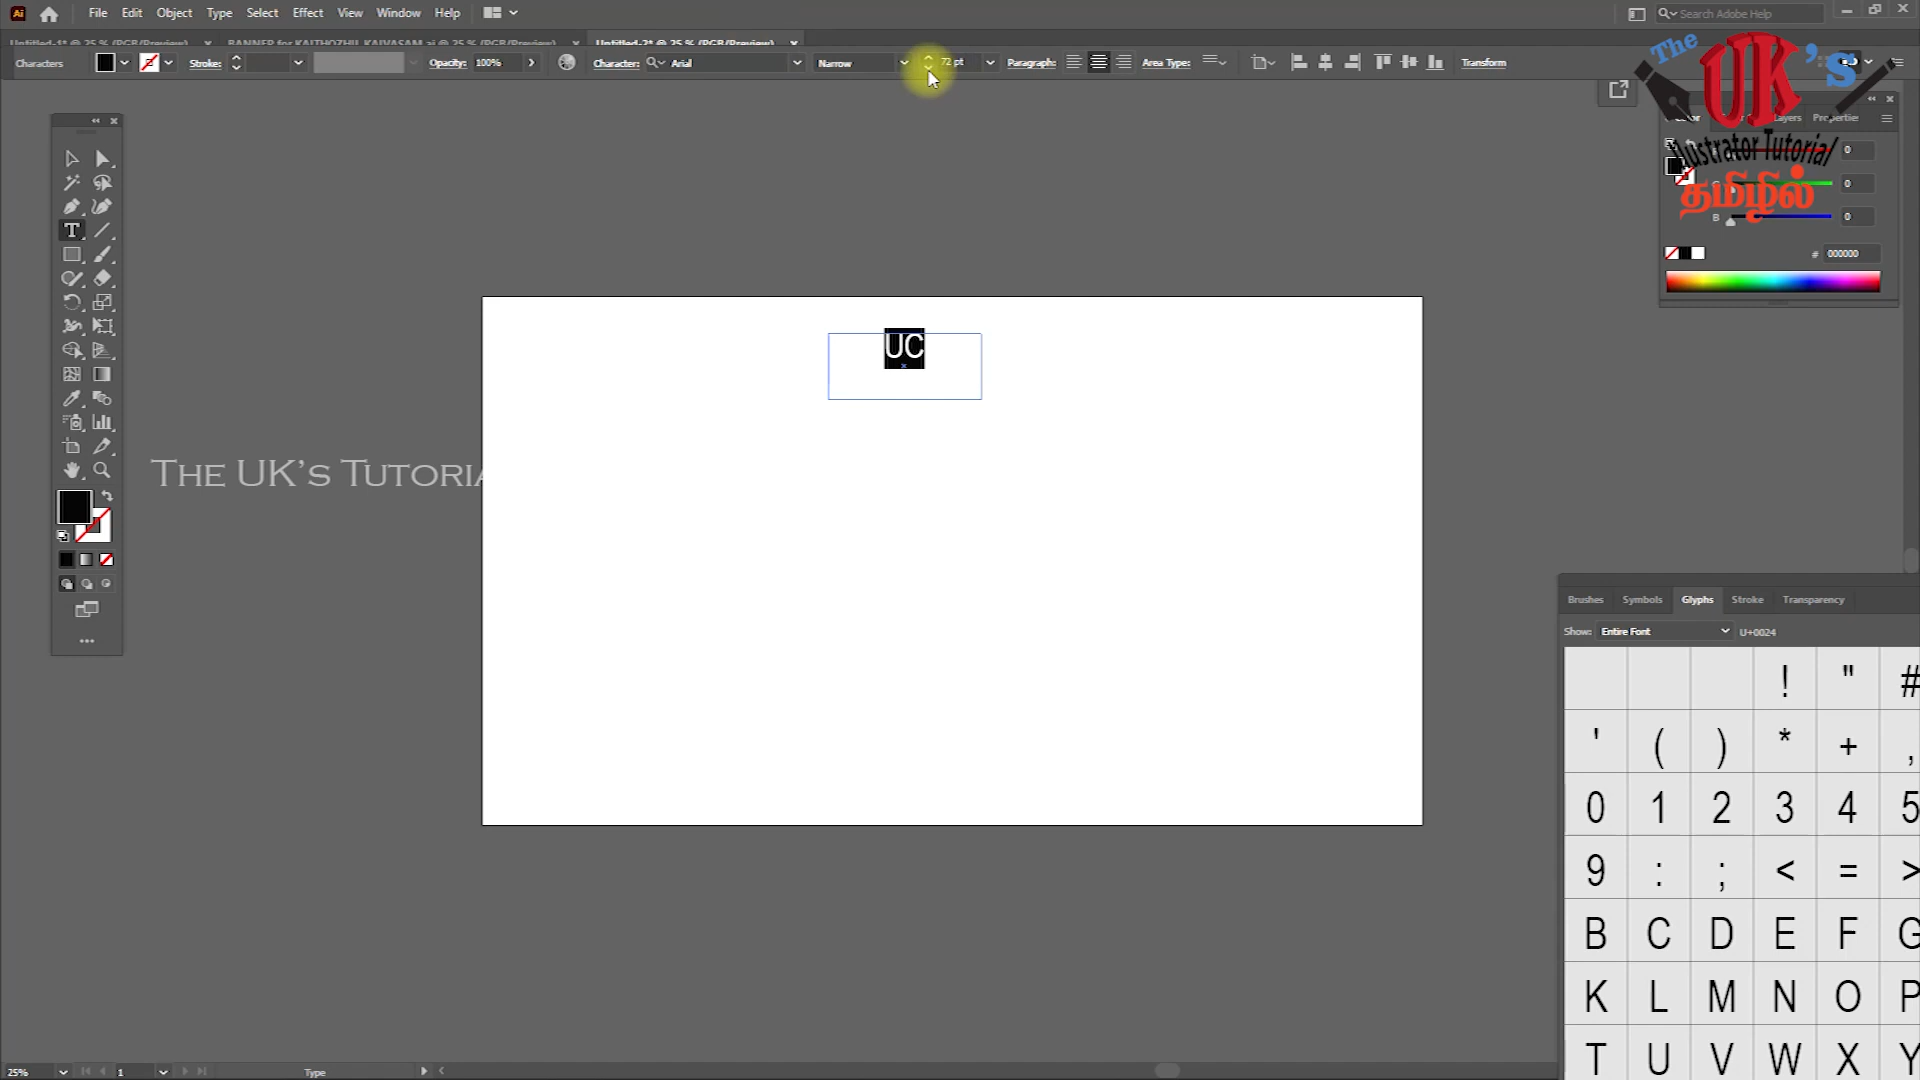 File Edit Object Type Select Effect View Window Help
Search Adobe Help
Untitled-1* @ 25 % (RGB/Preview)
BANNER for KAITHOZHIL KAIVASAM.ai @ 25 % (RGB/Preview)
Untitled-2* @ 25 % (RGB/Preview)
Characters
Stroke:
Opacity: 100%
Character: Arial
Narrow
72 pt
Paragraph:
Area Type:
Transform
The
UK's
Illustrator Tutorial
தமிழில்
Layers
Properties
0
0
B 0
# 000000
UC
THE UK'S TUTORIA
Brushes Symbols Glyphs Stroke Transparency
Show: Entire Font U+0024
! " #
' ( ) * + ,
0 1 2 3 4 5
9 : ; < = >
B C D E F G
K L M N O P
T U V W X Y
25% 1 Type